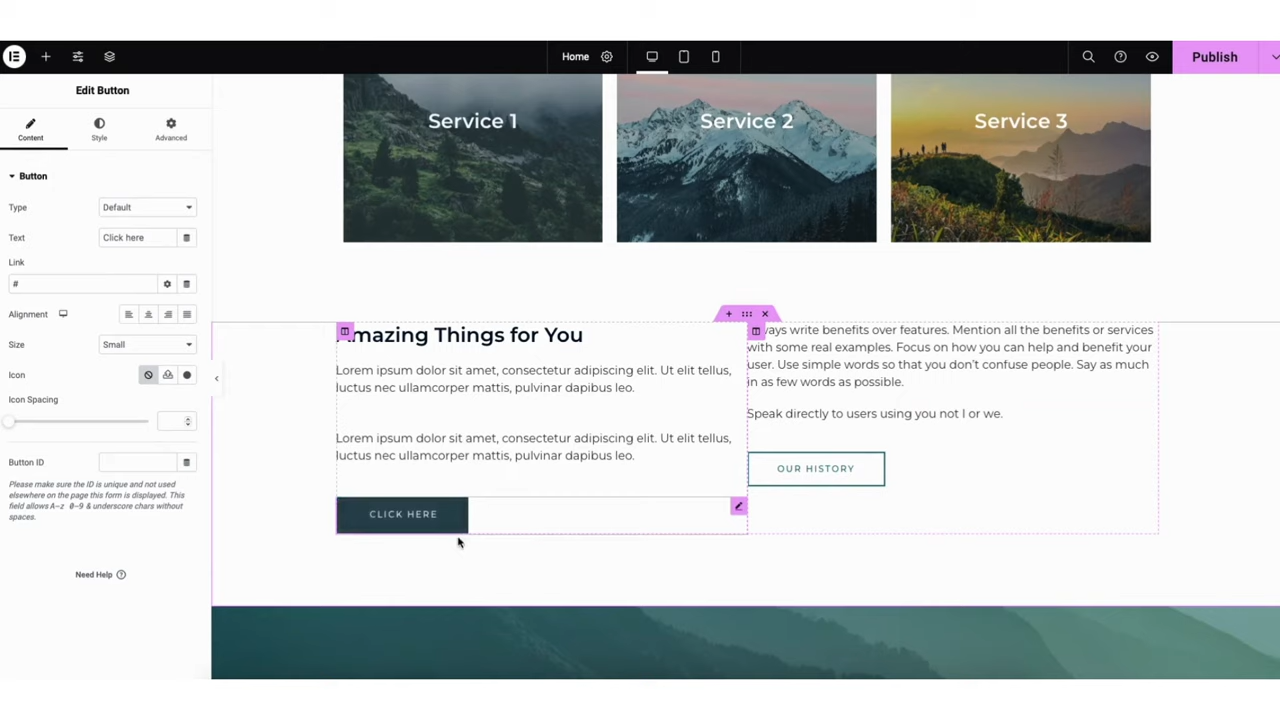 Home
Publish
Edit Button
Content
Style
Advanced
Button
Type
Default
Text
Click here
Link
#
Alignment
Size
Small
Icon
Icon Spacing
Button ID
Please make sure the ID is unique and not used
elsewhere on the page this form is displayed. This
field allows A-z 0-9 & underscore chars without
spaces.
Need Help
Service 1
Service 2
Service 3
Amazing Things for You
Lorem ipsum dolor sit amet, consectetur adipiscing elit. Ut elit tellus,
luctus nec ullamcorper mattis, pulvinar dapibus leo.
Lorem ipsum dolor sit amet, consectetur adipiscing elit. Ut elit tellus,
luctus nec ullamcorper mattis, pulvinar dapibus leo.
CLICK HERE
ways write benefits over features. Mention all the benefits or services
with some real examples. Focus on how you can help and benefit your
user. Use simple words so that you don't confuse people. Say as much
in as few words as possible.
Speak directly to users using you not I or we.
OUR HISTORY